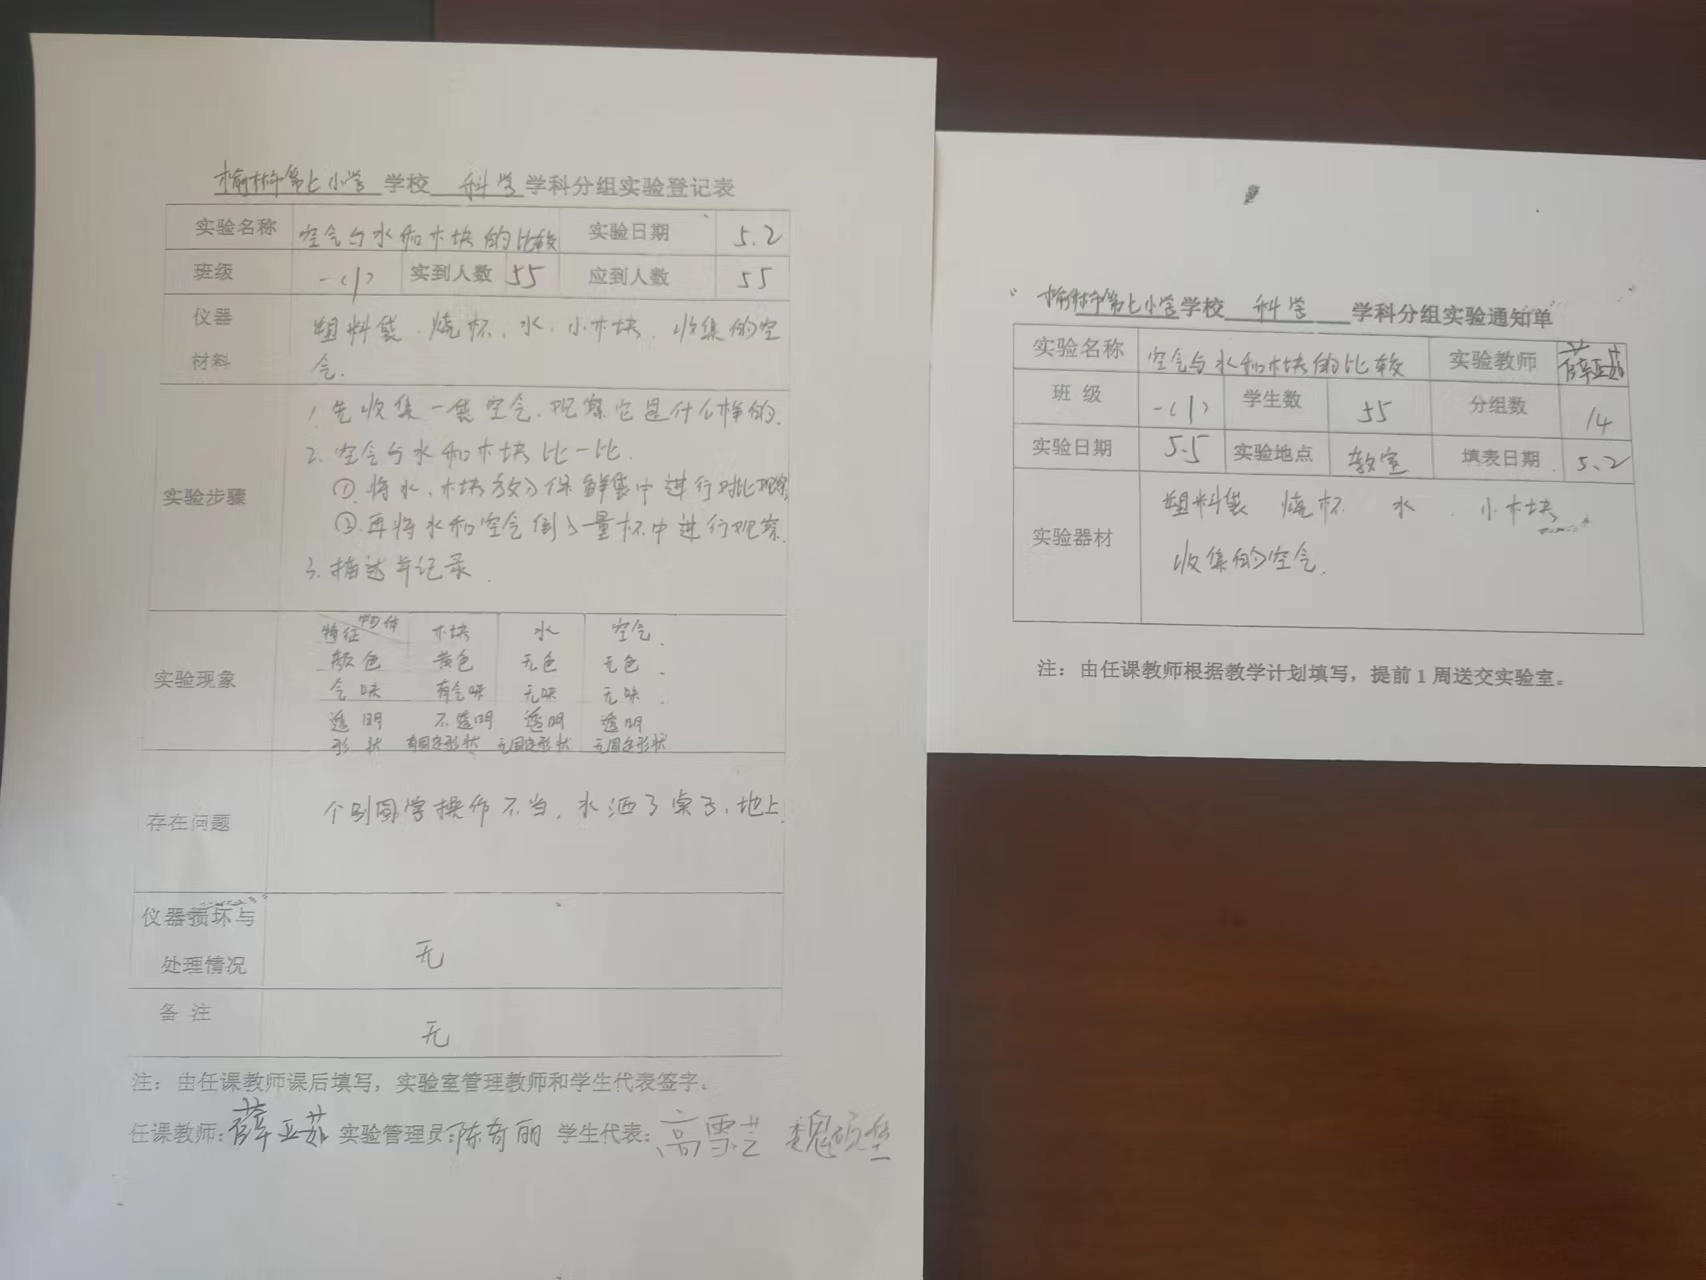 榆林市第七小学 学校 科学 学科分组实验登记表
实验名称 空气与水和木块的比较 实验日期 5.2
班级 一(1) 实到人数 55 应到人数 55
仪器
材料
塑料袋、烧杯、水、小木块、收集的空
气.
实验步骤
1. 先收集一袋空气,观察它是什么样的.
2. 空气与水和木块比一比.
①.将水、木块放入保鲜袋中进行对比观察
②.再将水和空气倒入量杯中进行观察.
3. 描述并记录.
实验现象
特征 物体 木块 水 空气.
颜色 黄色 无色 无色.
气味 有气味 无味 无味.
透明 不透明 透明 透明
形状 有固定形状 无固定形状 无固定形状
存在问题 个别同学操作不当,水洒了桌子、地上.
仪器损坏与
处理情况
无
备注 无
注:由任课教师课后填写,实验室管理教师和学生代表签字。
任课教师:薛亚茹 实验管理员:陈奇丽 学生代表:高雪芸 魏
榆林市第七小学学校 科学 学科分组实验通知单
实验名称 空气与水和木块的比较 实验教师 薛亚茹
班级 一(1) 学生数 55 分组数 14
实验日期 5.5 实验地点 教室 填表日期 5.2
实验器材
塑料袋 烧杯 水 小木块
收集的空气.
注:由任课教师根据教学计划填写,提前1周送交实验室。